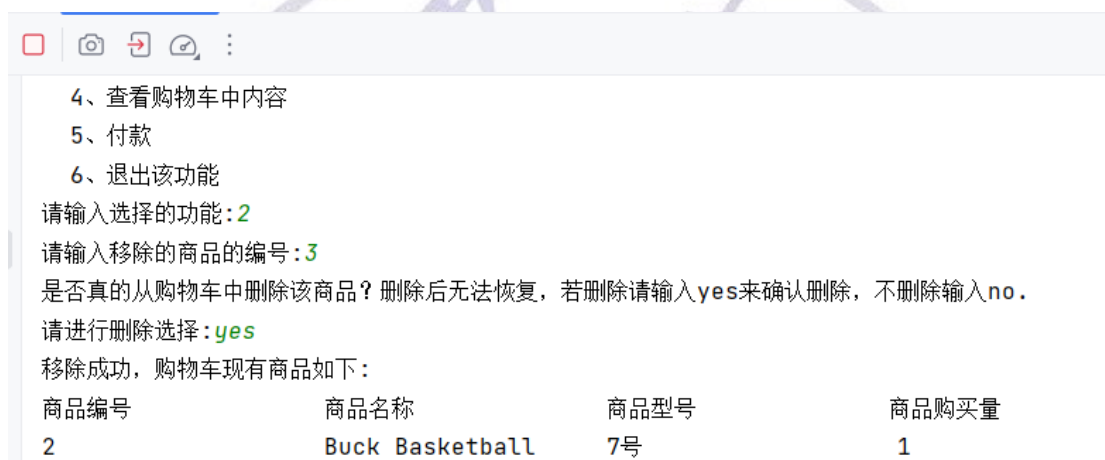 4、查看购物车中内容
5、付款
6、退出该功能
请输入选择的功能:2
请输入移除的商品的编号:3
是否真的从购物车中删除该商品？删除后无法恢复，若删除请输入yes来确认删除，不删除输入no.
请进行删除选择:yes
移除成功，购物车现有商品如下:
商品编号 商品名称 商品型号 商品购买量
2 Buck Basketball 7号 1